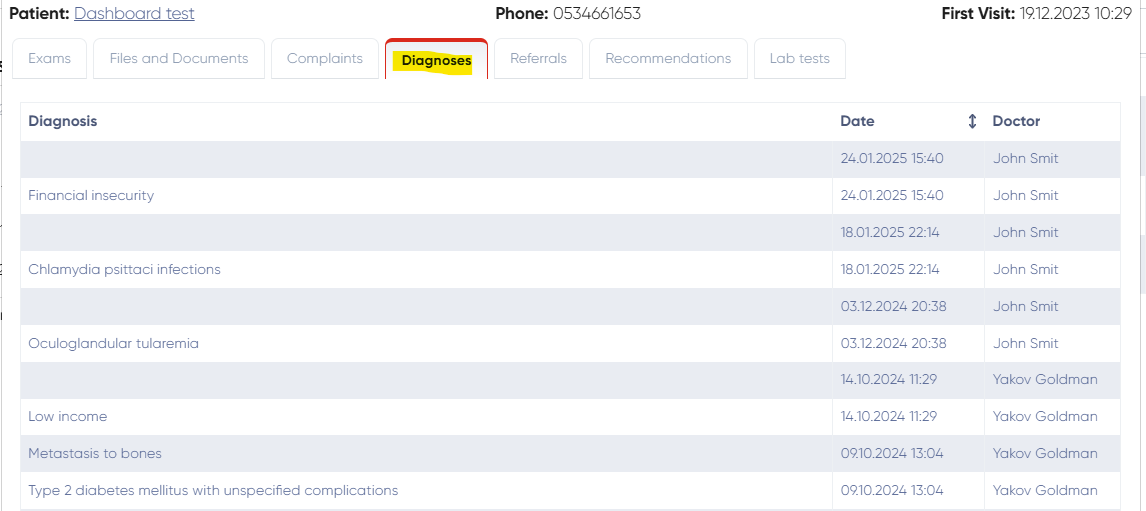 Patient: Dashboard test Phone: 0534661653 First Visit: 19.12.2023 10:29
Exams Files and Documents Complaints Diagnoses Referrals Recommendations Lab tests
Diagnosis Date Doctor
24.01.2025 15:40 John Smit
Financial insecurity 24.01.2025 15:40 John Smit
18.01.2025 22:14 John Smit
Chlamydia psittaci infections 18.01.2025 22:14 John Smit
03.12.2024 20:38 John Smit
Oculoglandular tularemia 03.12.2024 20:38 John Smit
14.10.2024 11:29 Yakov Goldman
Low income 14.10.2024 11:29 Yakov Goldman
Metastasis to bones 09.10.2024 13:04 Yakov Goldman
Type 2 diabetes mellitus with unspecified complications 09.10.2024 13:04 Yakov Goldman